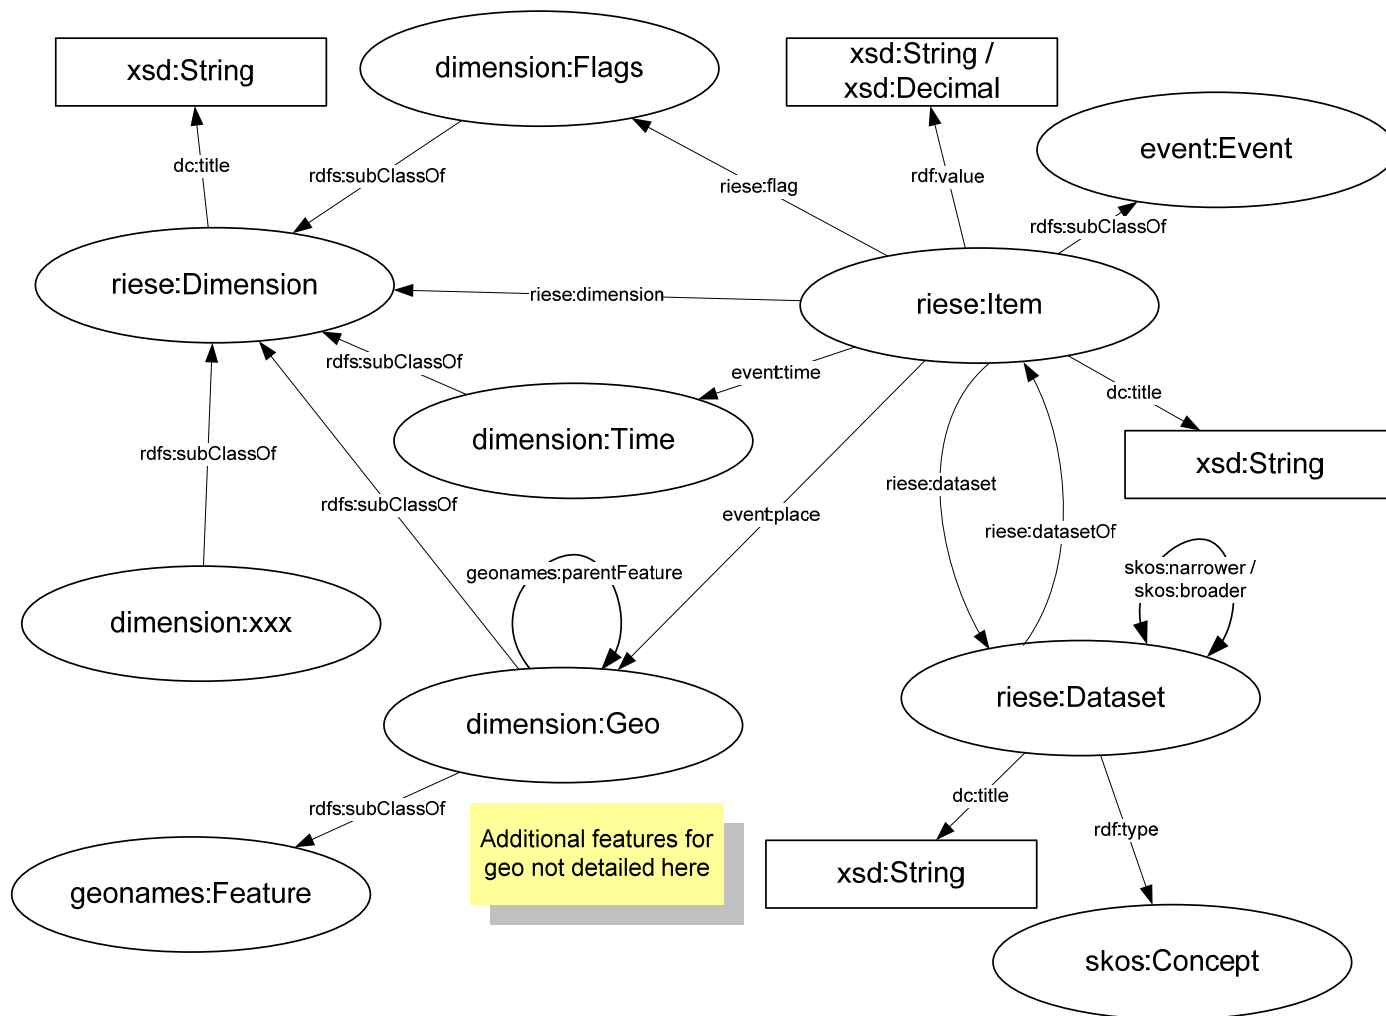 xsd:String
dimension:Flags
xsd:String /
xsd:Decimal
event:Event
dc:title
rdfs:subClassOf
riese:flag
rdf:value
rdfs:subClassOf
riese:Dimension
riese:dimension
riese:Item
rdfs:subClassOf
event:time
dc:title
rdfs:subClassOf
dimension:Time
xsd:String
rdfs:subClassOf
event:place
riese:dataset
riese:datasetOf
geonames:parentFeature
skos:narrower /
skos:broader
dimension:xxx
dimension:Geo
riese:Dataset
rdfs:subClassOf
dc:title
rdf:type
Additional features for
geo not detailed here
xsd:String
geonames:Feature
skos:Concept